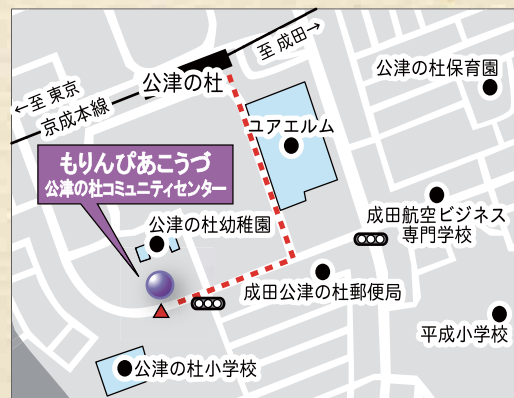 至 成田→
公津の杜
公津の杜保育園
←至 東京
京成本線
ユアエルム
もりんぴあこうづ
公津の杜コミュニティセンター
成田航空ビジネス
専門学校
公津の杜幼稚園
成田公津の杜郵便局
平成小学校
公津の杜小学校